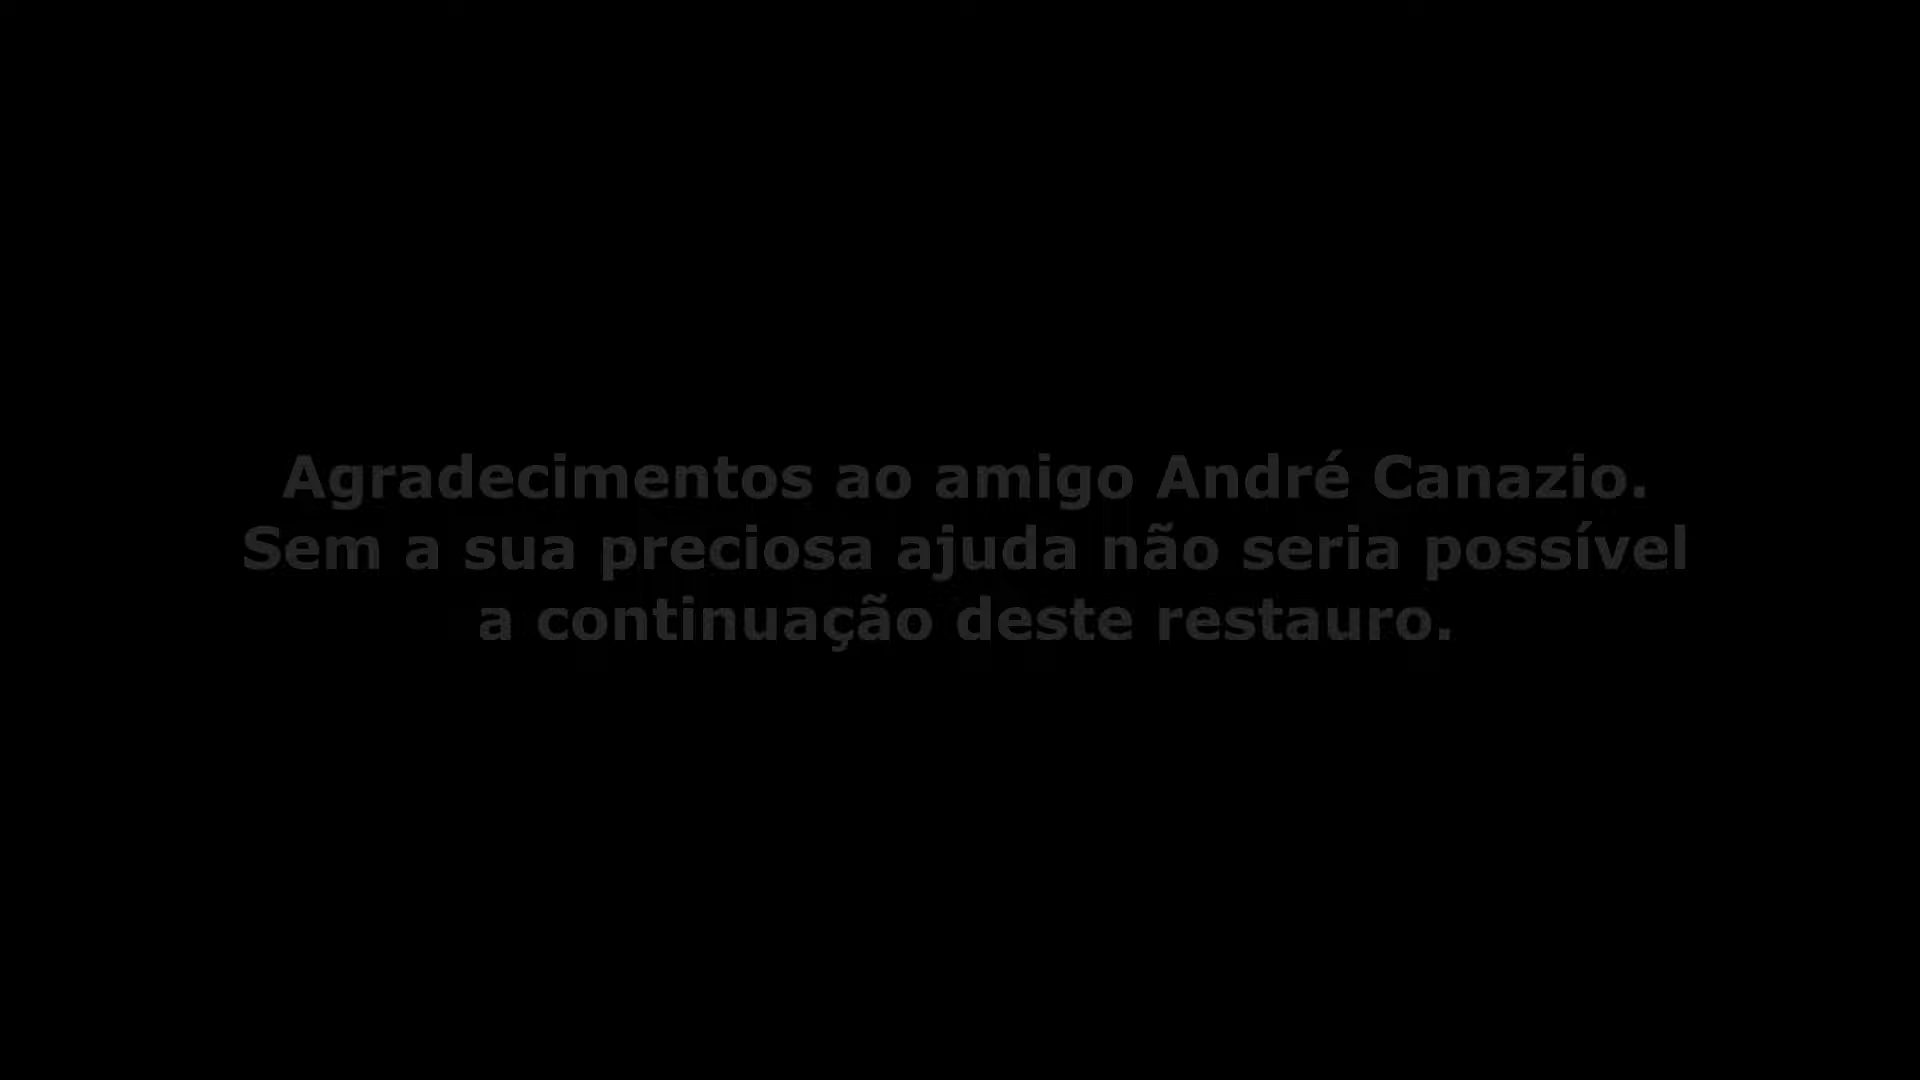 Agradecimentos ao amigo André Canazio.
Sem a sua preciosa ajuda não seria possível
a continuação deste restauro.